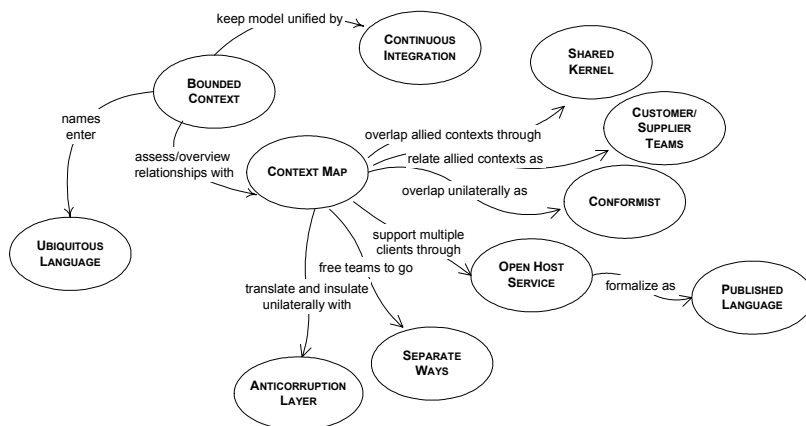 keep model unified by
CONTINUOUS
INTEGRATION
SHARED
KERNEL
BOUNDED
CONTEXT
names
enter
assess/overview
relationships with
CONTEXT MAP
overlap allied contexts through
CUSTOMER/
SUPPLIER
TEAMS
relate allied contexts as
overlap unilaterally as
CONFORMIST
UBIQUITOUS
LANGUAGE
support multiple
clients through
OPEN HOST
SERVICE
formalize as
PUBLISHED
LANGUAGE
free teams to go
translate and insulate
unilaterally with
SEPARATE
WAYS
ANTICORRUPTION
LAYER